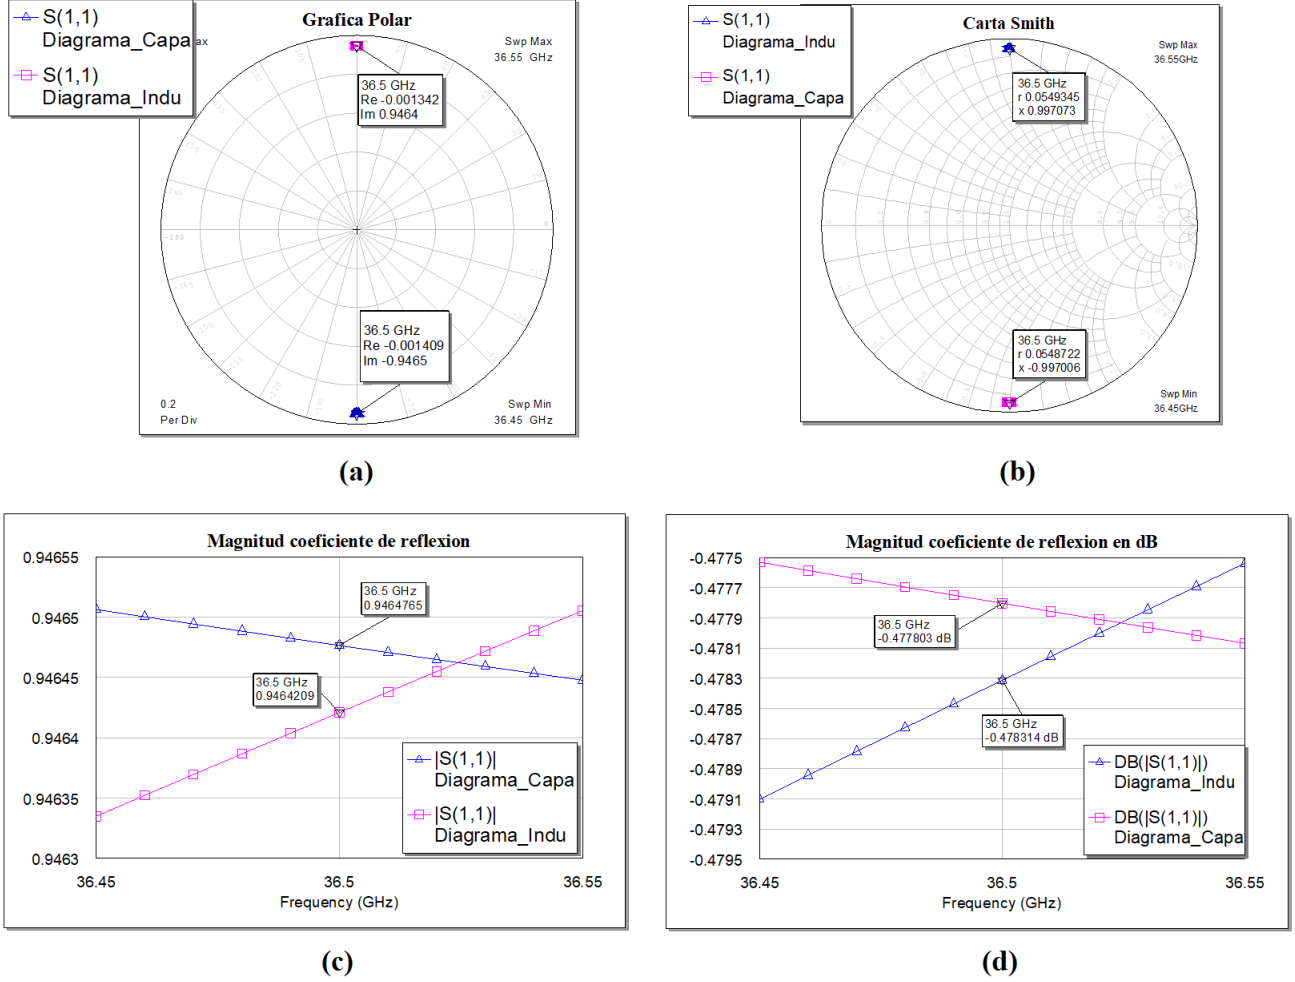 S(1,1)
Diagrama_Capa
S(1,1)
Diagrama_Indu
Grafica Polar
Swp Max
36.55 GHz
36.5 GHz
Re -0.001342
Im 0.9464
36.5 GHz
Re -0.001409
Im -0.9465
0.2
Per Div
Swp Min
36.45 GHz
(a)
S(1,1)
Diagrama_Indu
S(1,1)
Diagrama_Capa
Carta Smith
Swp Max
36.55GHz
36.5 GHz
r 0.0549345
x 0.997073
36.5 GHz
r 0.0548722
x -0.997006
Swp Min
36.45GHz
(b)
Magnitud coeficiente de reflexion
0.94655
0.9465
0.94645
0.9464
0.94635
0.9463
36.5 GHz
0.9464765
36.5 GHz
0.9464209
|S(1,1)|
Diagrama_Capa
|S(1,1)|
Diagrama_Indu
36.45
36.5
36.55
Frequency (GHz)
(c)
Magnitud coeficiente de reflexion en dB
-0.4775
-0.4777
-0.4779
-0.4781
-0.4783
-0.4785
-0.4787
-0.4789
-0.4791
-0.4793
-0.4795
36.5 GHz
-0.477803 dB
36.5 GHz
-0.478314 dB
DB(|S(1,1)|)
Diagrama_Indu
DB(|S(1,1)|)
Diagrama_Capa
36.45
36.5
36.55
Frequency (GHz)
(d)